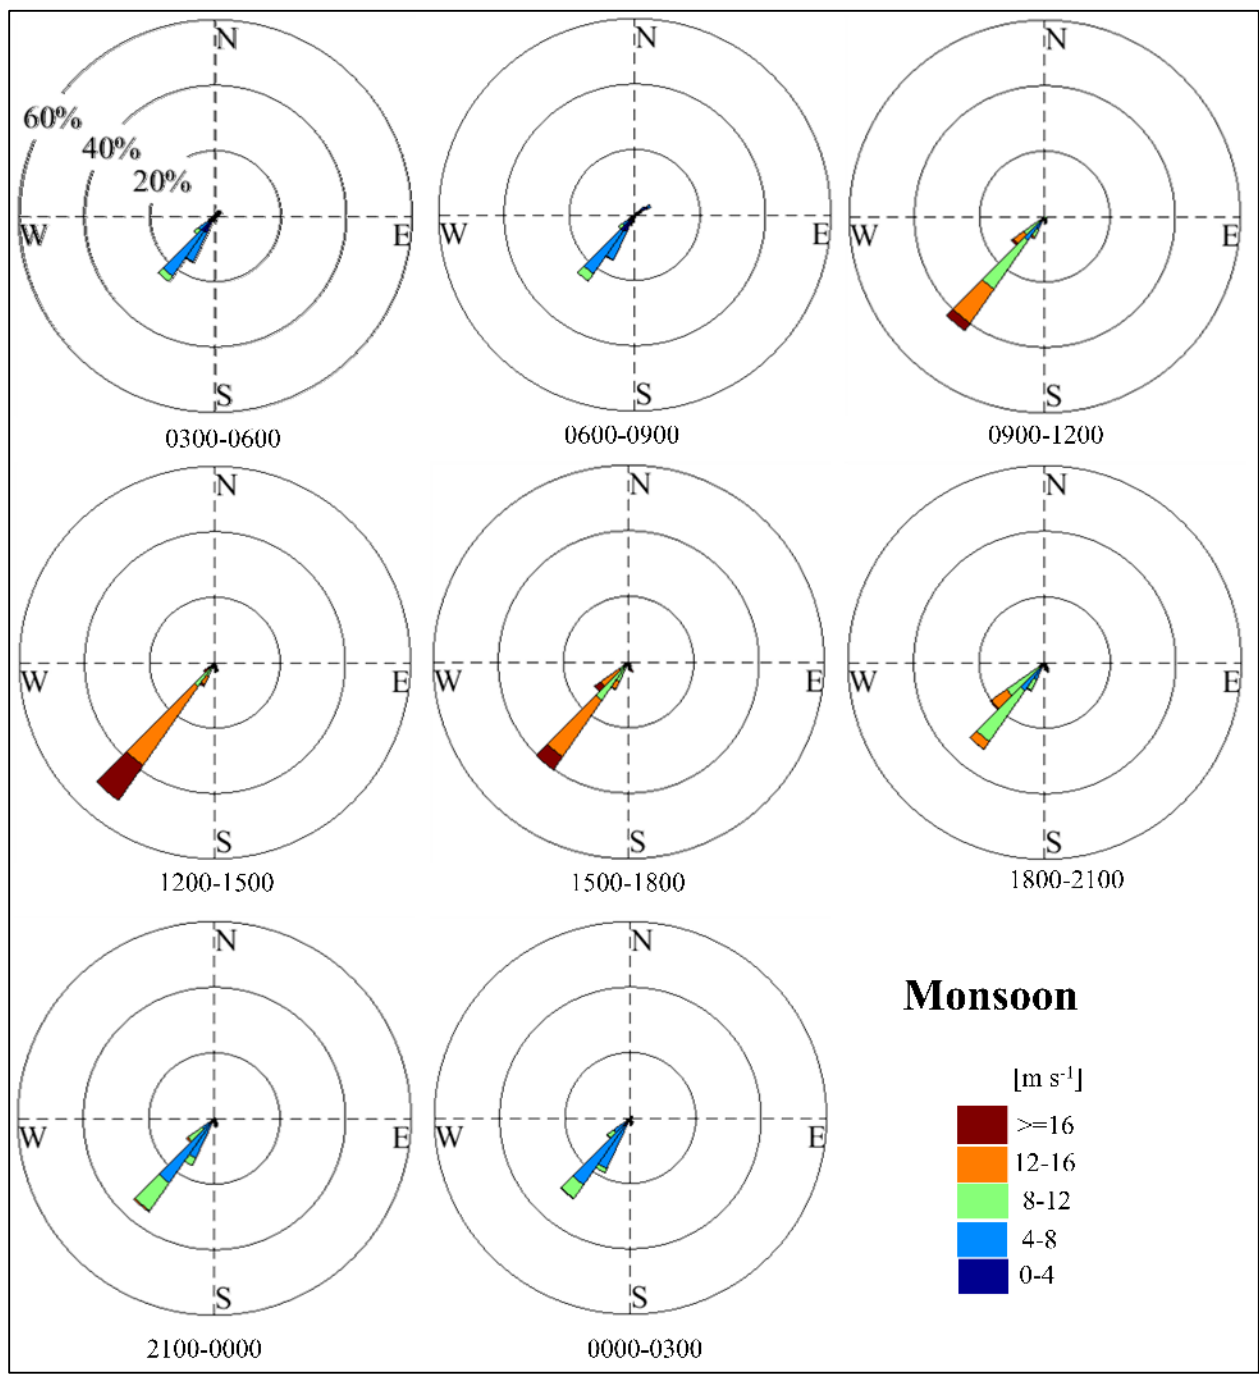 N
60%
40%
20%
W
E
S
0300-0600
N
W
E
S
0600-0900
N
W
E
S
0900-1200
N
W
E
S
1200-1500
N
W
E
S
1500-1800
N
W
E
S
1800-2100
N
W
E
S
2100-0000
N
W
E
S
0000-0300
Monsoon
[m s⁻¹]
>=16
12-16
8-12
4-8
0-4